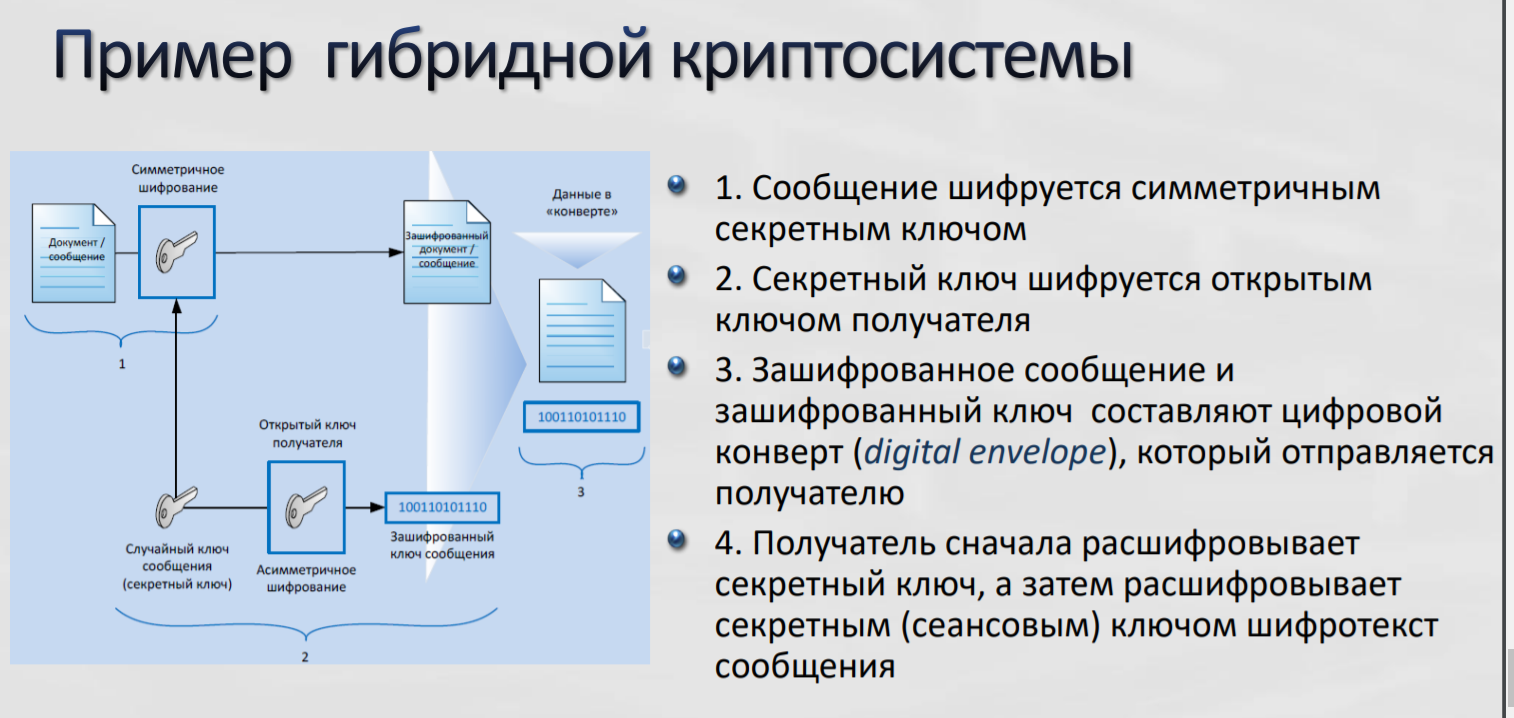 Пример гибридной криптосистемы
Симметричное
шифрование
Документ /
сообщение
1
Зашифрованный
документ /
сообщение
Данные в
«конверте»
100110101110
3
Открытый ключ
получателя
100110101110
Зашифрованный
ключ сообщения
Случайный ключ
сообщения
(секретный ключ)
Асимметричное
шифрование
2
1. Сообщение шифруется симметричным
секретным ключом
2. Секретный ключ шифруется открытым
ключом получателя
3. Зашифрованное сообщение и
зашифрованный ключ составляют цифровой
конверт (digital envelope), который отправляется
получателю
4. Получатель сначала расшифровывает
секретный ключ, а затем расшифровывает
секретным (сеансовым) ключом шифротекст
сообщения